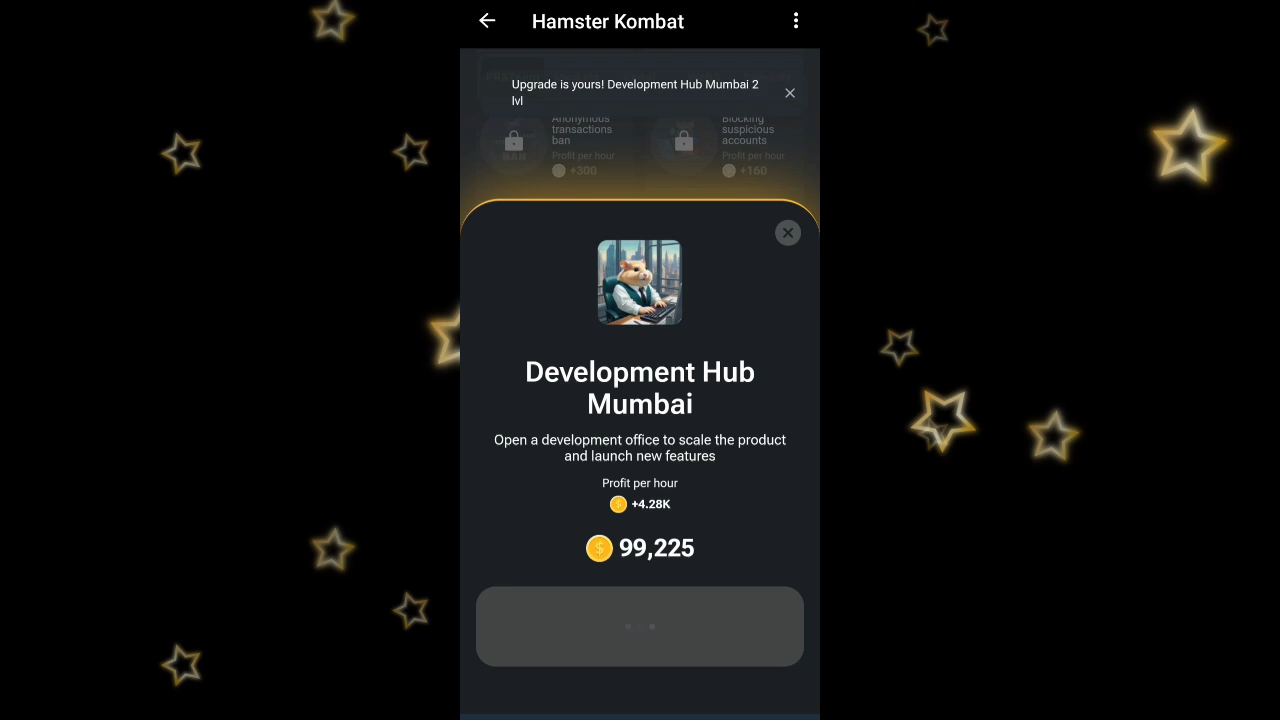 Hamster Kombat
Upgrade is yours! Development Hub Mumbai 2
lvl
Anonymous
transactions
ban
Profit per hour
+300
Blocking
suspicious
accounts
Profit per hour
+160
Development Hub
Mumbai
Open a development office to scale the product
and launch new features
Profit per hour
+4.28K
99,225